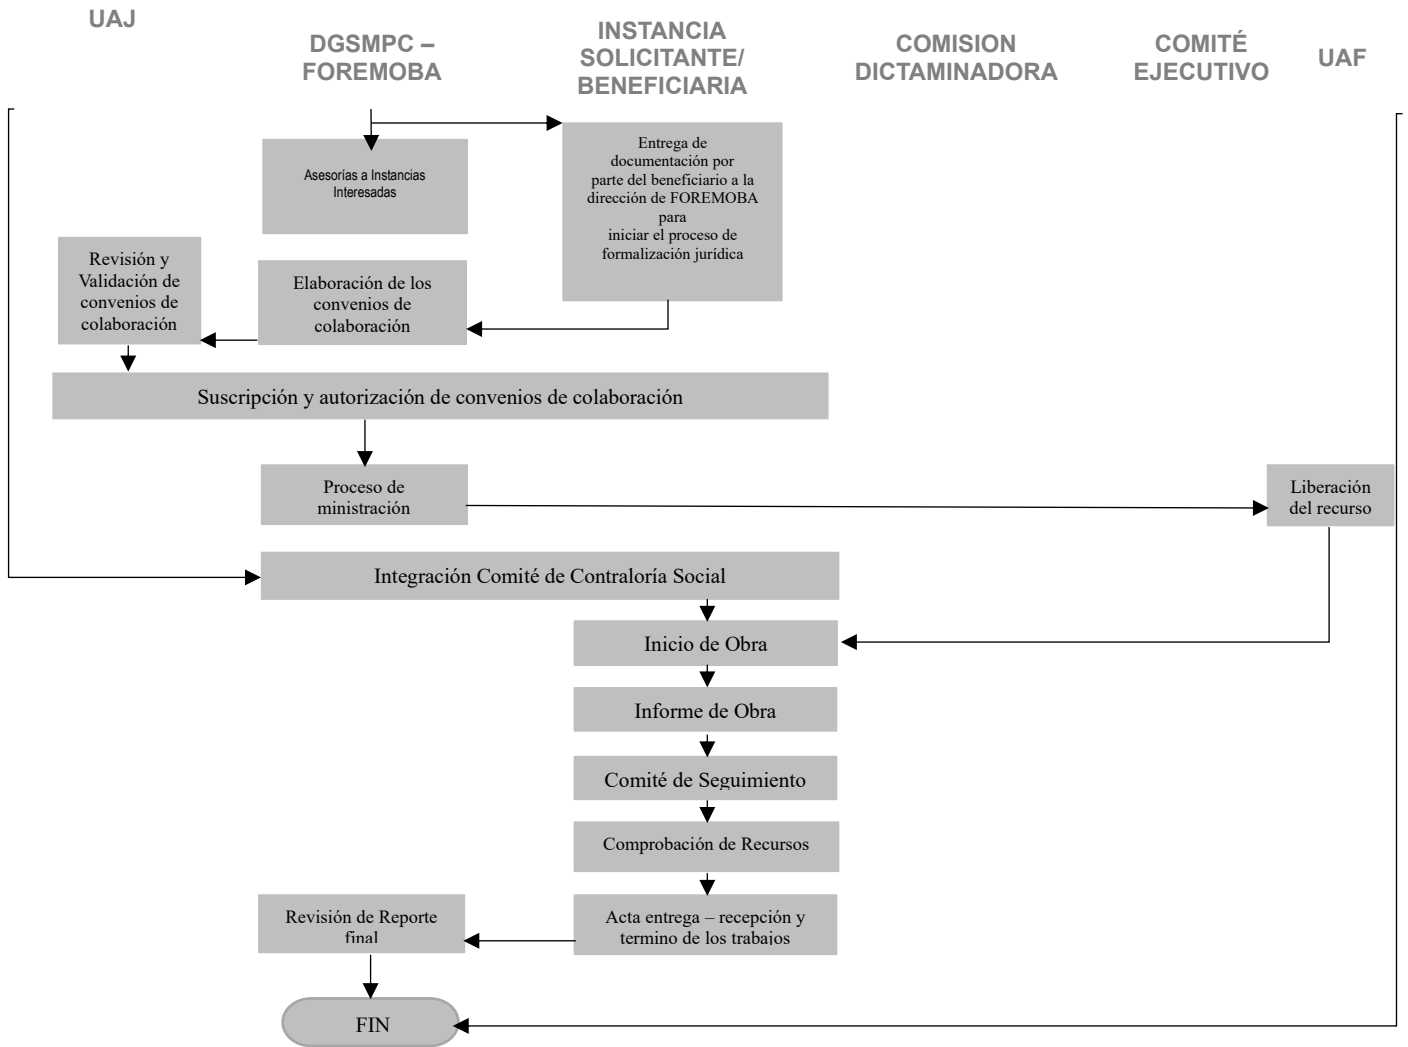 UAJ
DGSMPC –
FOREMOBA
INSTANCIA
SOLICITANTE/
BENEFICIARIA
COMISION
DICTAMINADORA
COMITÉ
EJECUTIVO
UAF
Asesorías a Instancias
Interesadas
Entrega de
documentación por
parte del beneficiario a la
dirección de FOREMOBA
para
iniciar el proceso de
formalización jurídica
Revisión y
Validación de
convenios de
colaboración
Elaboración de los
convenios de
colaboración
Suscripción y autorización de convenios de colaboración
Proceso de
ministración
Liberación
del recurso
Integración Comité de Contraloría Social
Inicio de Obra
Informe de Obra
Comité de Seguimiento
Comprobación de Recursos
Revisión de Reporte
final
Acta entrega – recepción y
termino de los trabajos
FIN